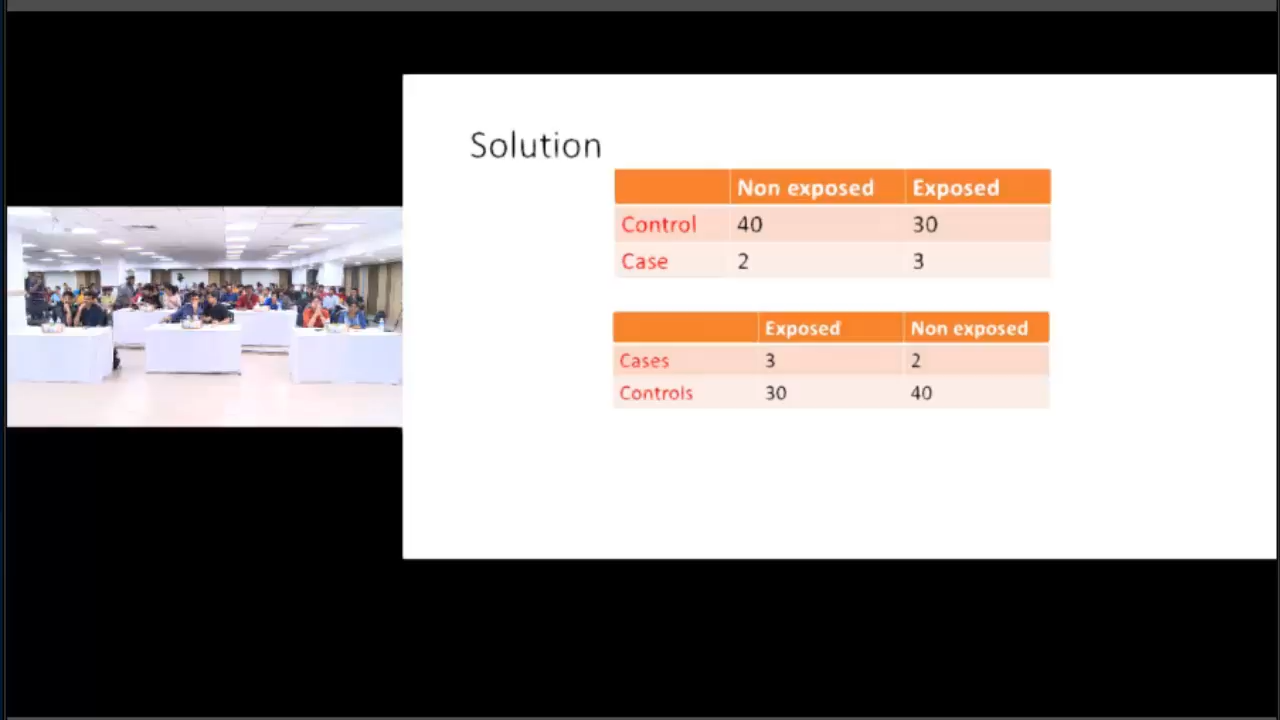 Solution
Non exposed Exposed
Control 40 30
Case 2 3
Exposed Non exposed
Cases 3 2
Controls 30 40